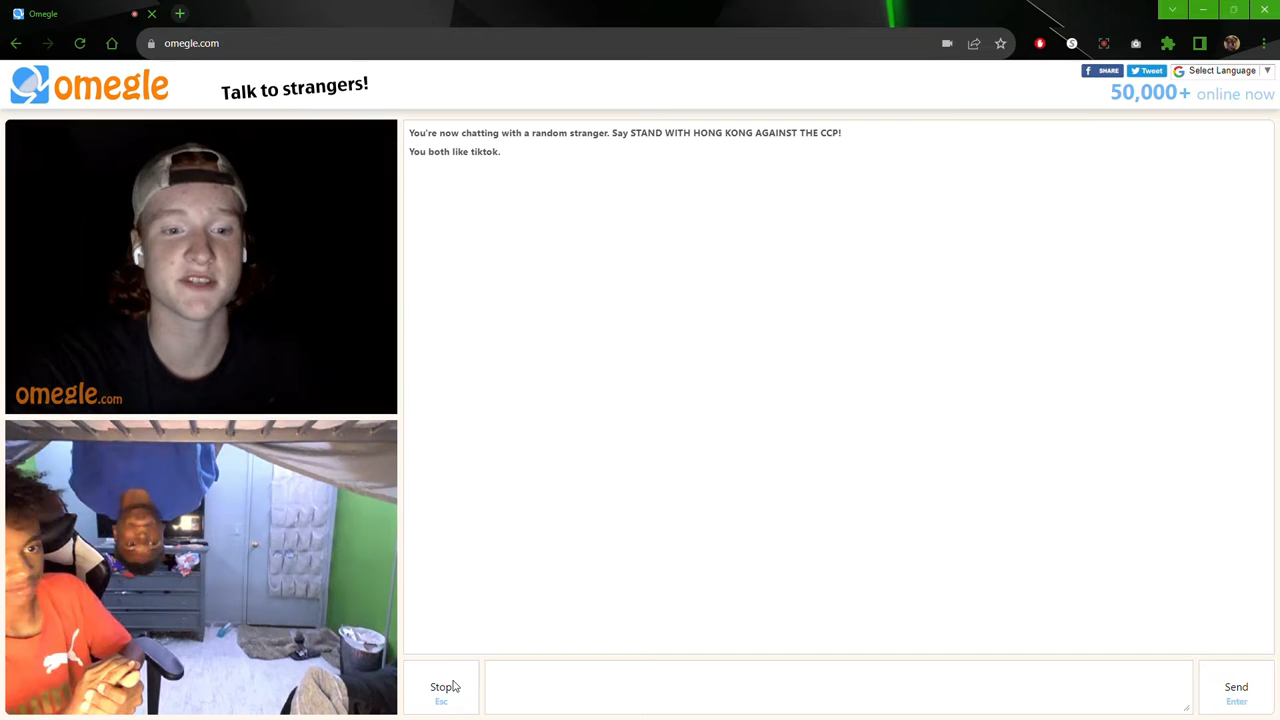 Omegle
omegle.com
omegle
Talk to strangers!
SHARE
Tweet
Select Language
50,000+ online now
You're now chatting with a random stranger. Say STAND WITH HONG KONG AGAINST THE CCP!
You both like tiktok.
omegle.com
Stop
Esc
Send
Enter